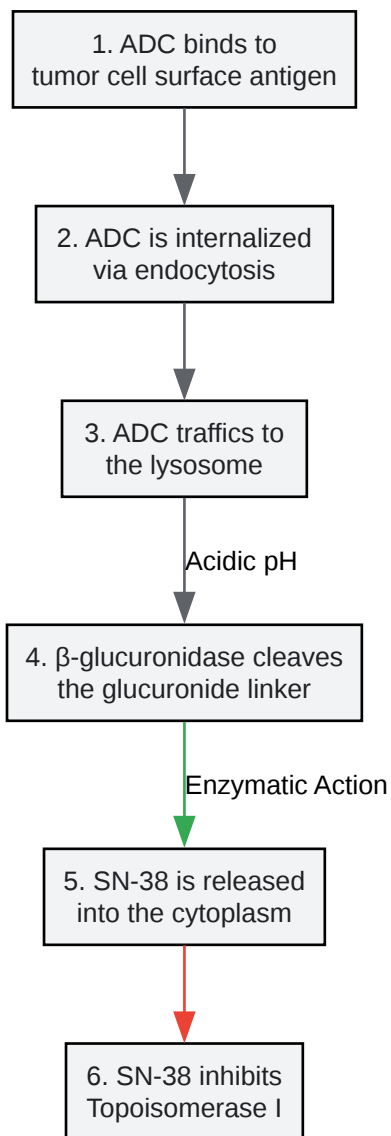 1. ADC binds to
tumor cell surface antigen
2. ADC is internalized
via endocytosis
3. ADC traffics to
the lysosome
Acidic pH
4. β-glucuronidase cleaves
the glucuronide linker
Enzymatic Action
5. SN-38 is released
into the cytoplasm
6. SN-38 inhibits
Topoisomerase I